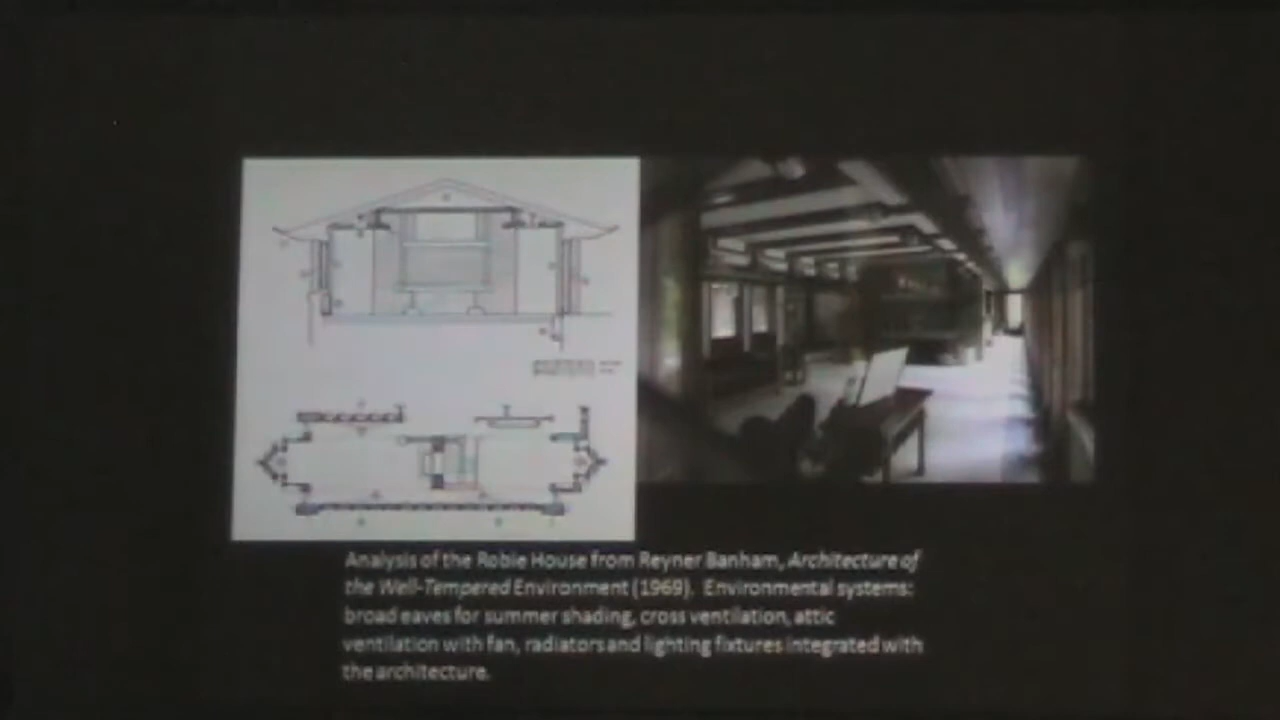 Analysis of the Robie House from Reyner Banham, Architecture of
the Well-Tempered Environment (1969).  Environmental systems:
broad eaves for summer shading, cross ventilation, attic
ventilation with fan, radiators and lighting fixtures integrated with
the architecture.